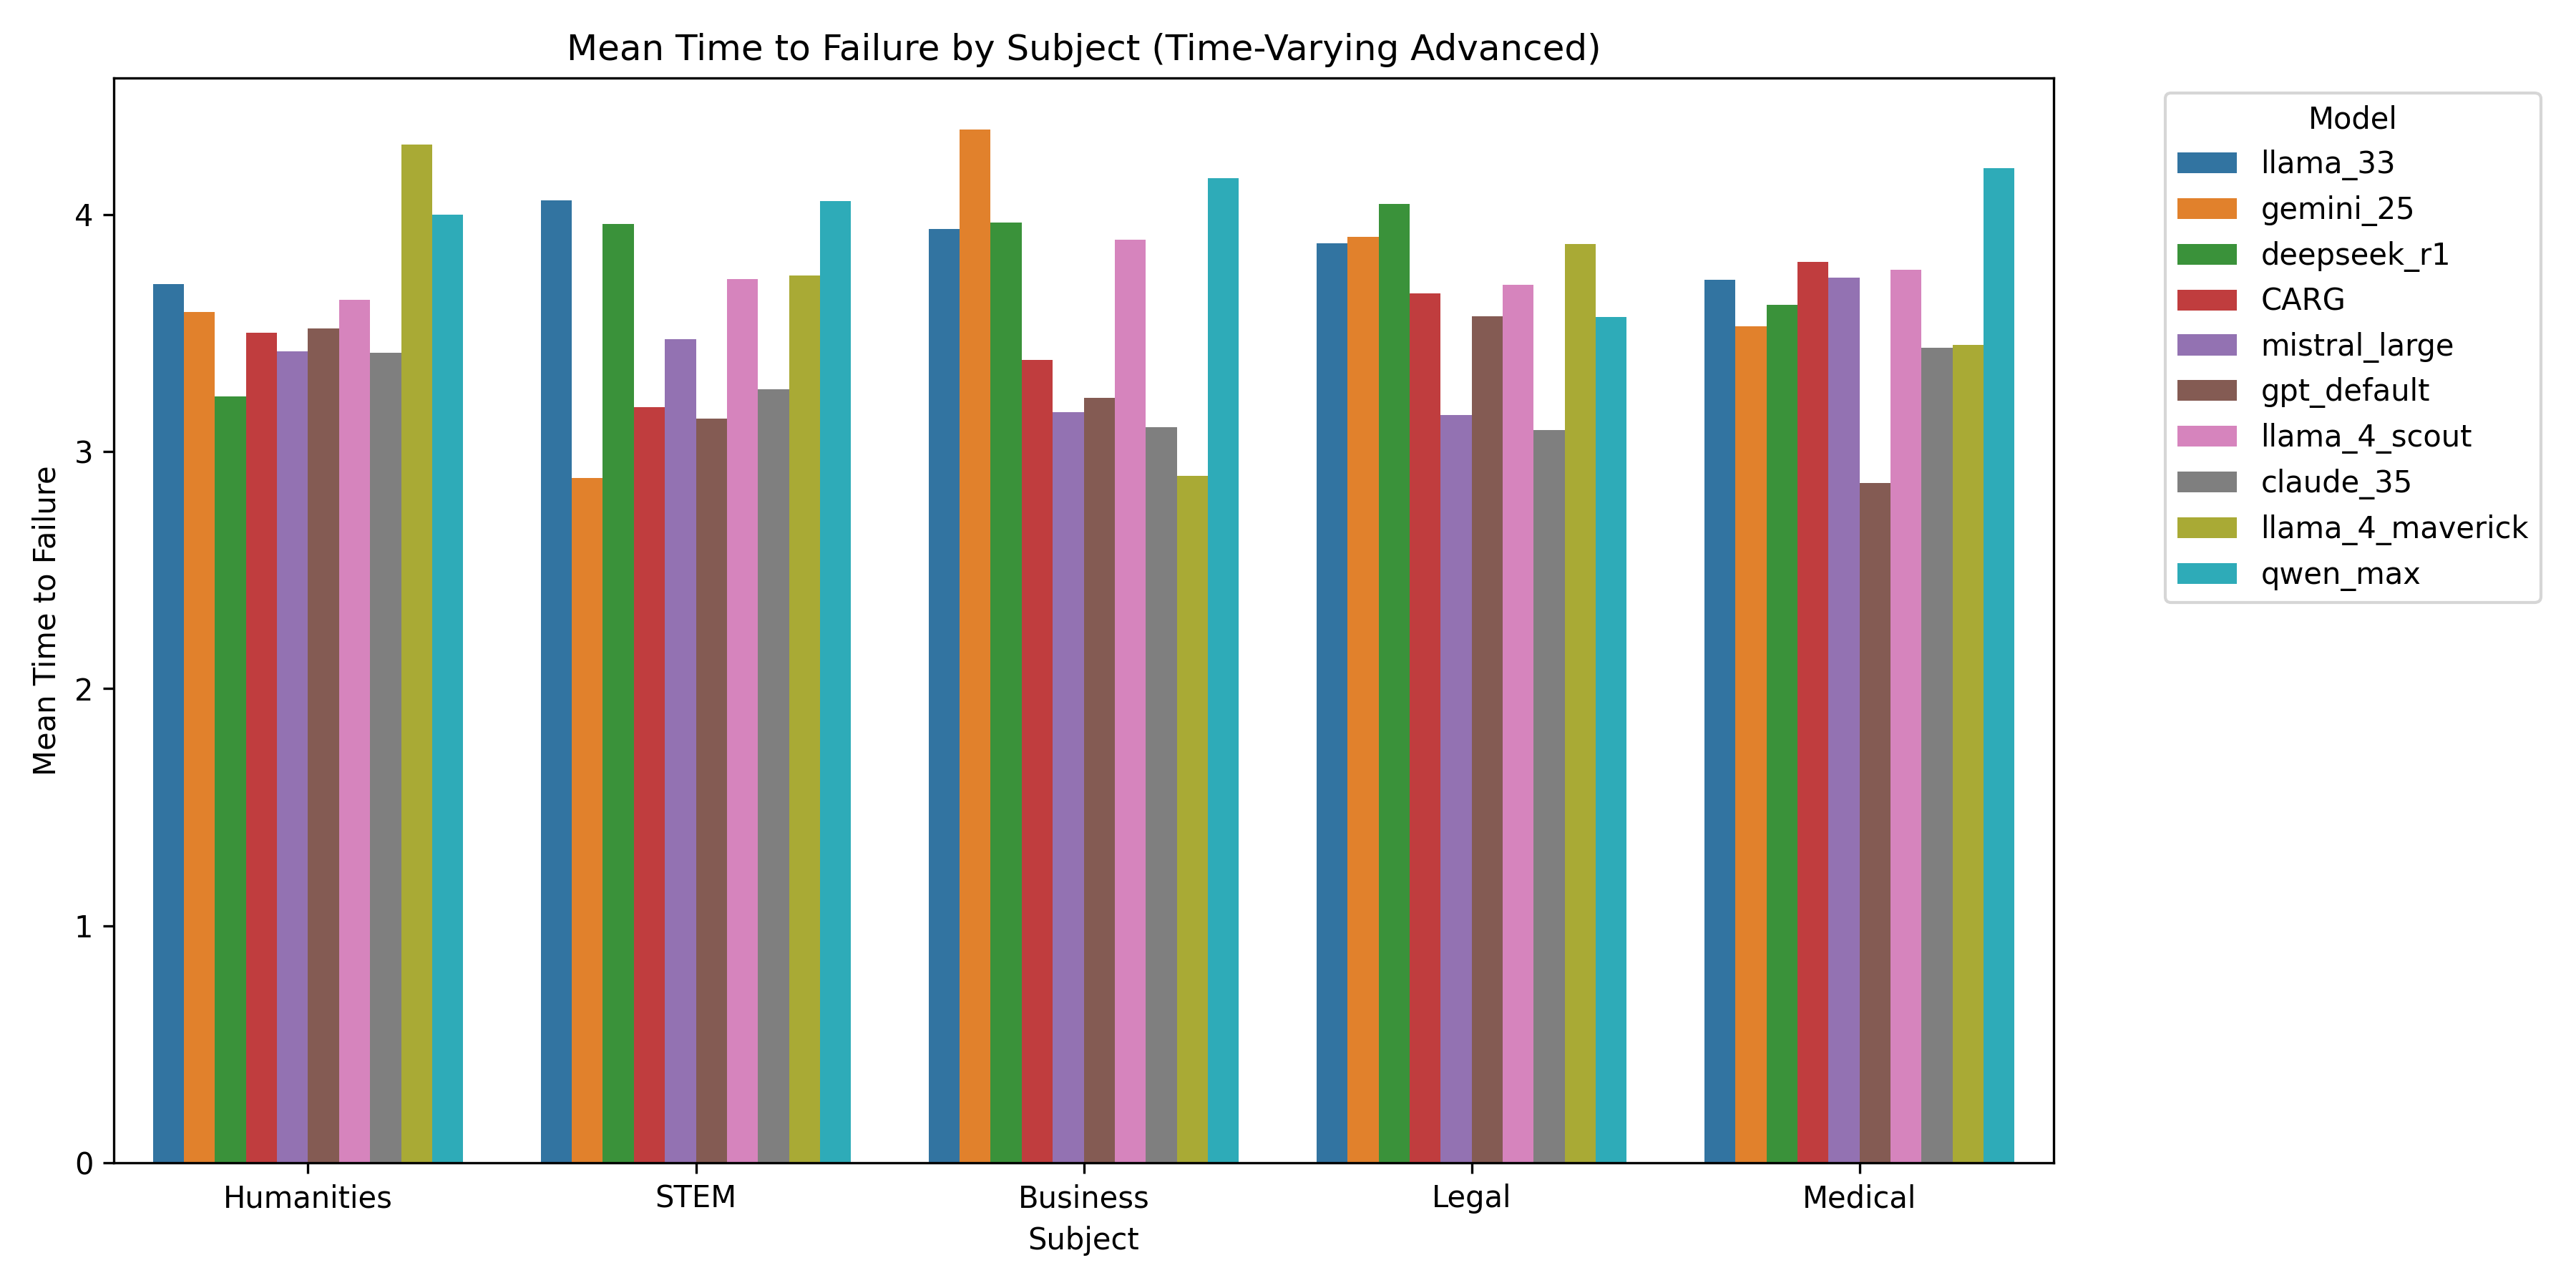 Mean Time to Failure by Subject (Time-Varying Advanced)
Mean Time to Failure
4
3
2
1
0
Humanities
STEM
Business
Legal
Medical
Subject
Model
llama_33
gemini_25
deepseek_r1
CARG
mistral_large
gpt_default
llama_4_scout
claude_35
llama_4_maverick
qwen_max